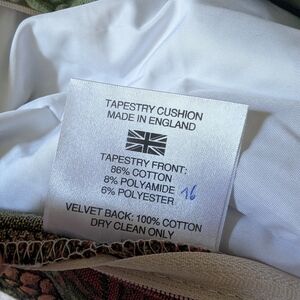 TAPESTRY CUSHION
MADE IN ENGLAND
TAPESTRY FRONT:
86% COTTON
8% POLYAMIDE 16
6% POLYESTER
VELVET BACK: 100% COTTON
DRY CLEAN ONLY